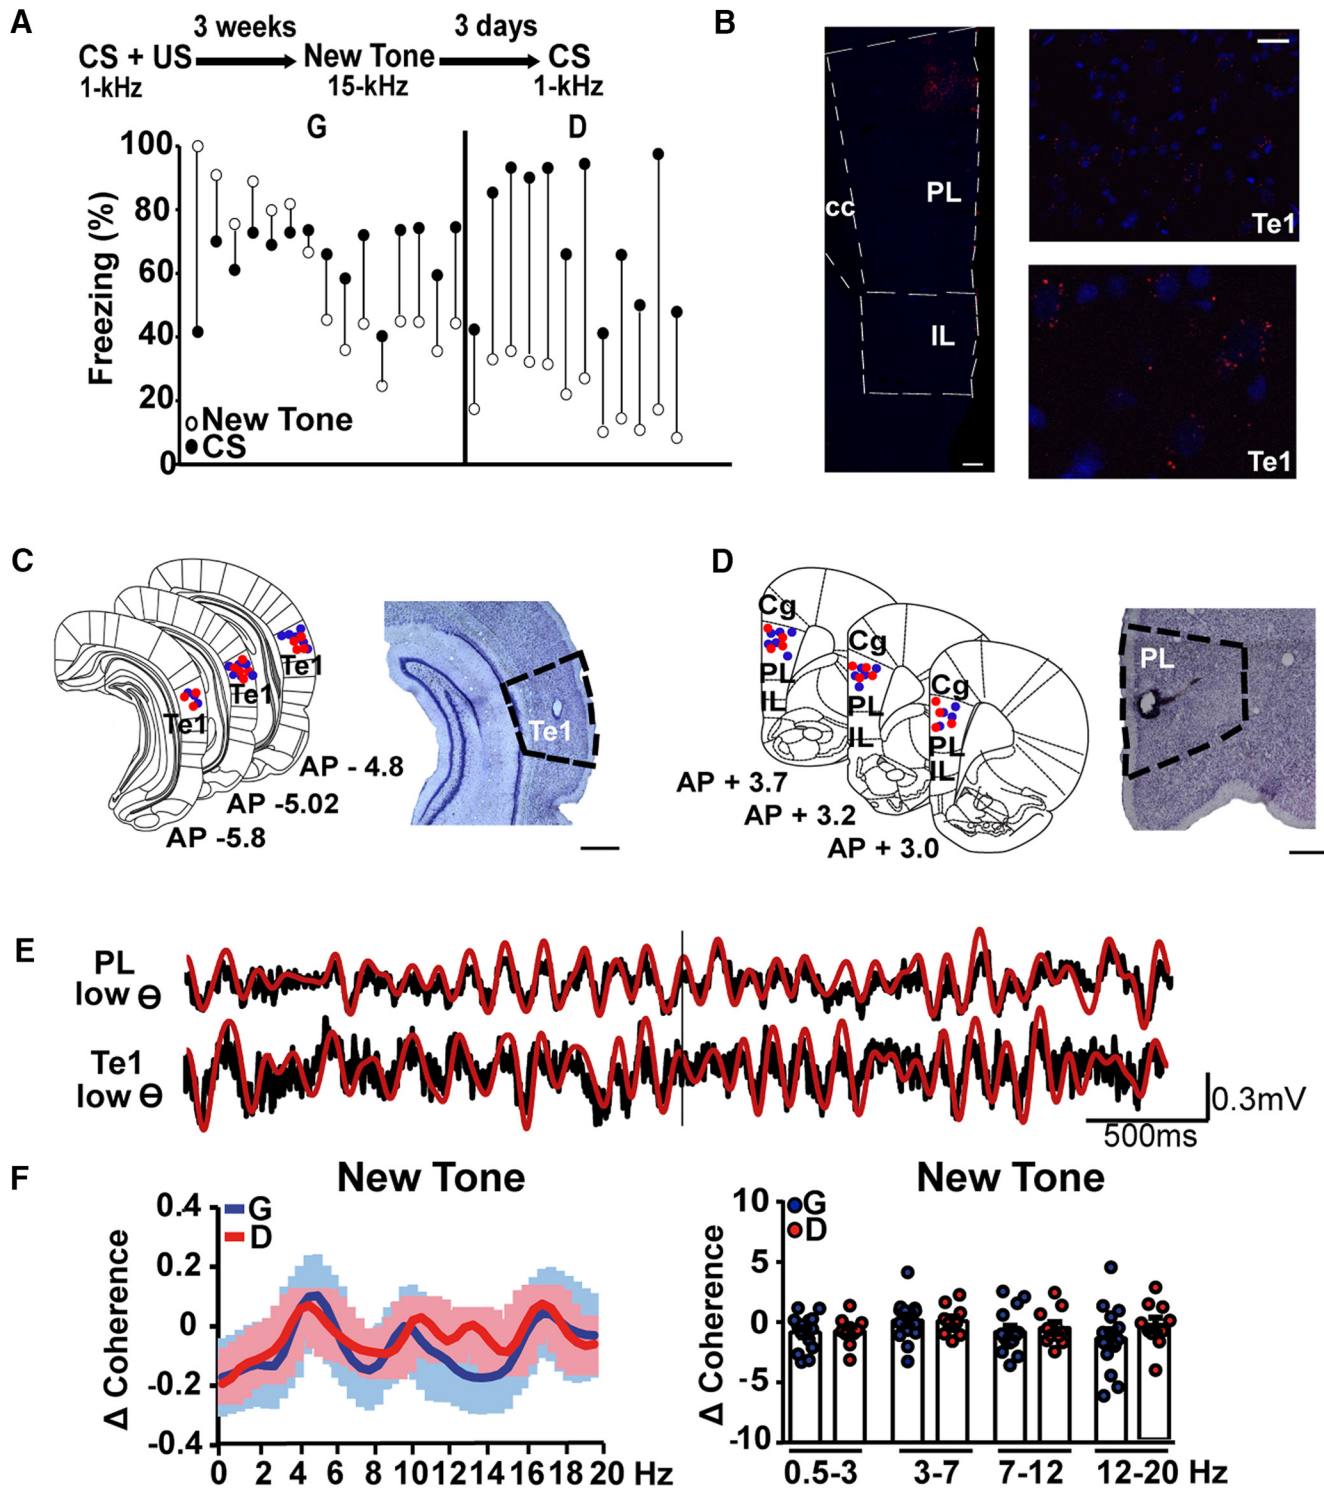 A
3 weeks
3 days
CS + US
New Tone
CS
1-kHz
15-kHz
1-kHz
G
D
Freezing (%)
100
80
60
40
20
0
New Tone
CS
B
cc
PL
IL
Te1
Te1
C
Te1
Te1
Te1
AP - 4.8
AP -5.02
AP -5.8
Te1
D
Cg
PL
IL
Cg
PL
IL
Cg
PL
IL
AP + 3.7
AP + 3.2
AP + 3.0
PL
E
PL
low Θ
Te1
low Θ
0.3mV
500ms
F
New Tone
G
D
Δ Coherence
0.4
0.2
0
-0.2
-0.4
0 2 4 6 8 10 12 14 16 18 20 Hz
New Tone
G
D
Δ Coherence
10
5
0
-5
-10
0.5-3 3-7 7-12 12-20 Hz